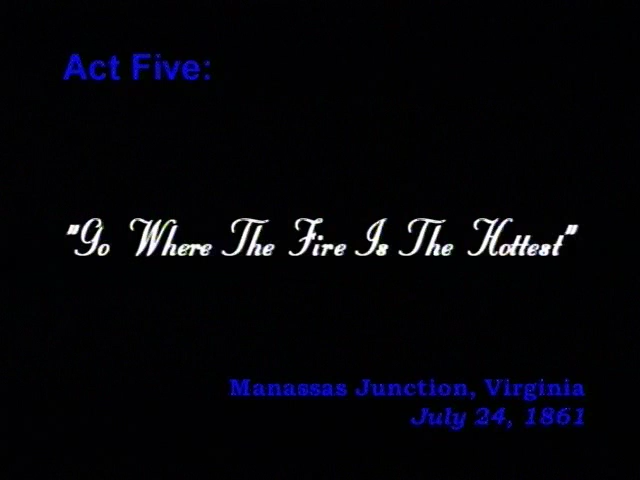 Act Five:
"Go Where The Fire Is The Hottest"
Manassas Junction, Virginia
July 24, 1861